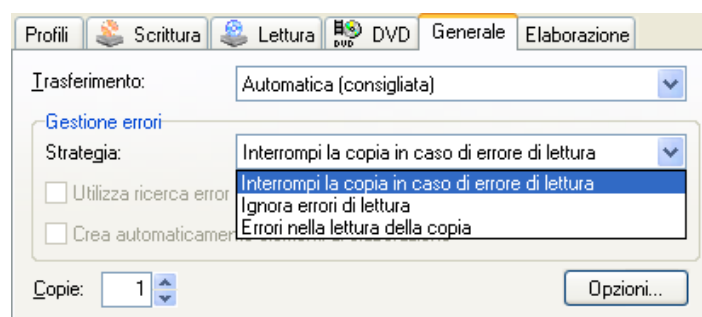 Profili Scrittura Lettura DVD Generale Elaborazione
Trasferimento: Automatica (consigliata)
Gestione errori
Strategia: Interrompi la copia in caso di errore di lettura
Interrompi la copia in caso di errore di lettura
Utilizza ricerca error
Ignora errori di lettura
Errori nella lettura della copia
Crea automaticamen
Copie: 1 Opzioni...